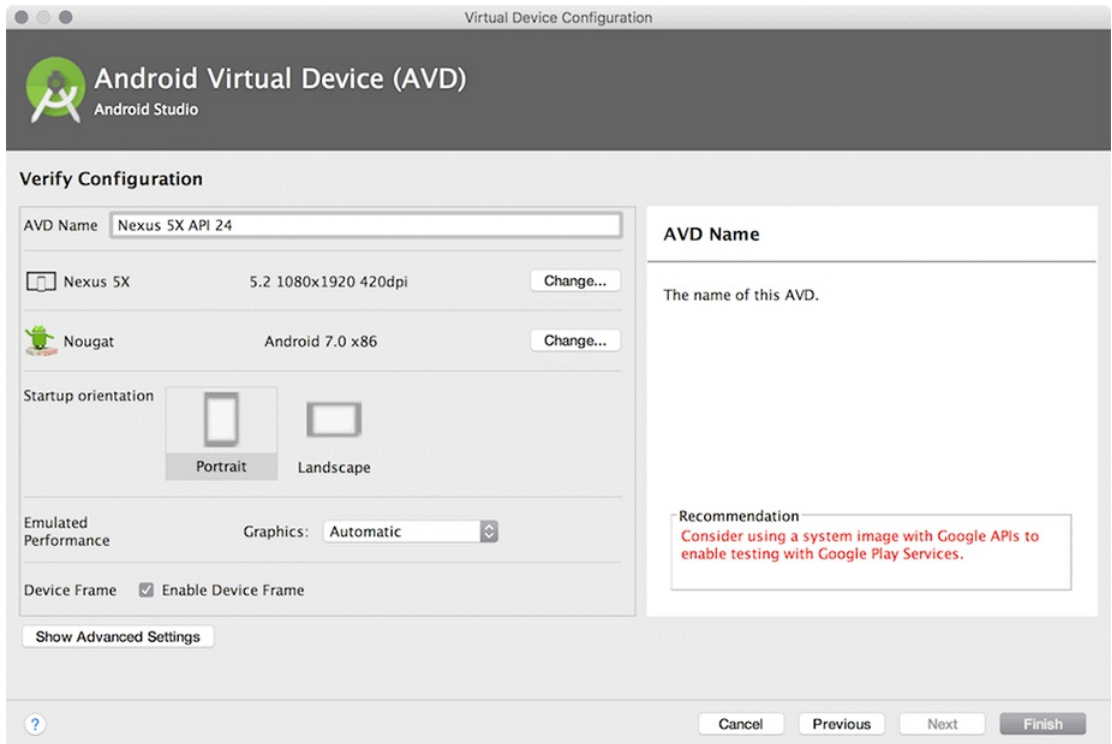 Virtual Device Configuration
Android Virtual Device (AVD)
Android Studio
Verify Configuration
AVD Name Nexus 5X API 24
Nexus 5X 5.2 1080x1920 420dpi Change...
Nougat Android 7.0 x86 Change...
Startup orientation
Portrait Landscape
Emulated
Performance
Graphics: Automatic
Device Frame Enable Device Frame
Show Advanced Settings
AVD Name
The name of this AVD.
Recommendation
Consider using a system image with Google APIs to
enable testing with Google Play Services.
? Cancel Previous Next Finish